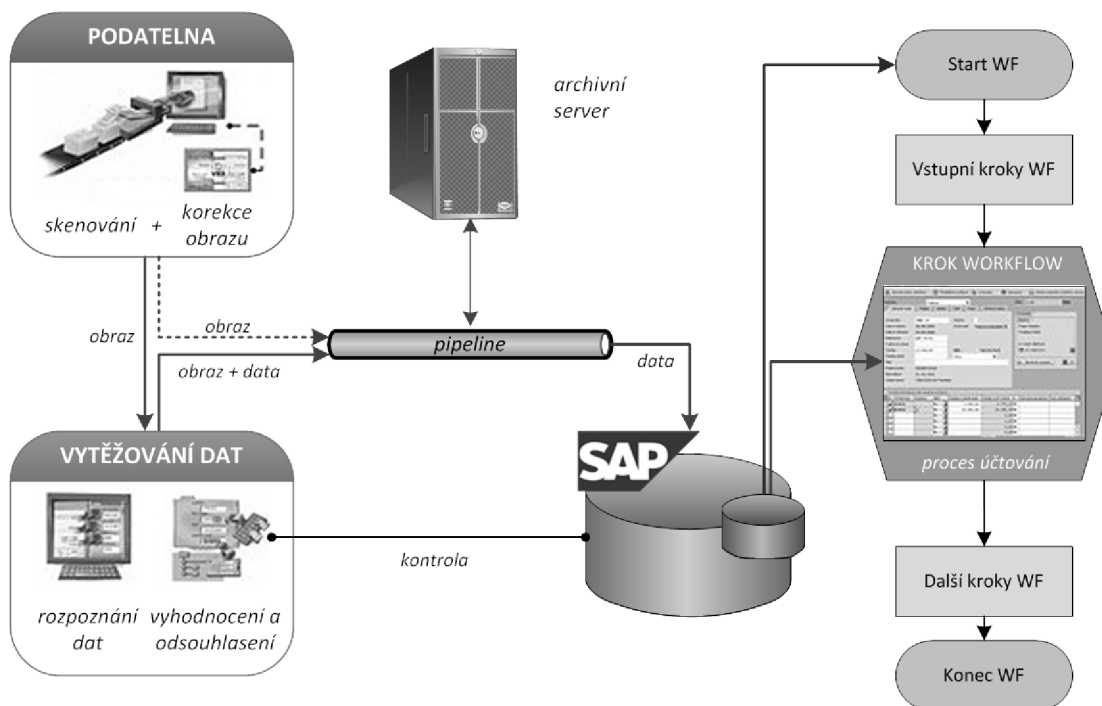 PODATELNA
skenování + korekce
obrazu
archivní
server
obraz
obraz
obraz + data
pipeline
data
VYTĚŽOVÁNÍ DAT
rozpoznání
dat
vyhodnocení a
odsouhlasení
kontrola
SAP
Start WF
Vstupní kroky WF
KROK WORKFLOW
proces účtování
Další kroky WF
Konec WF